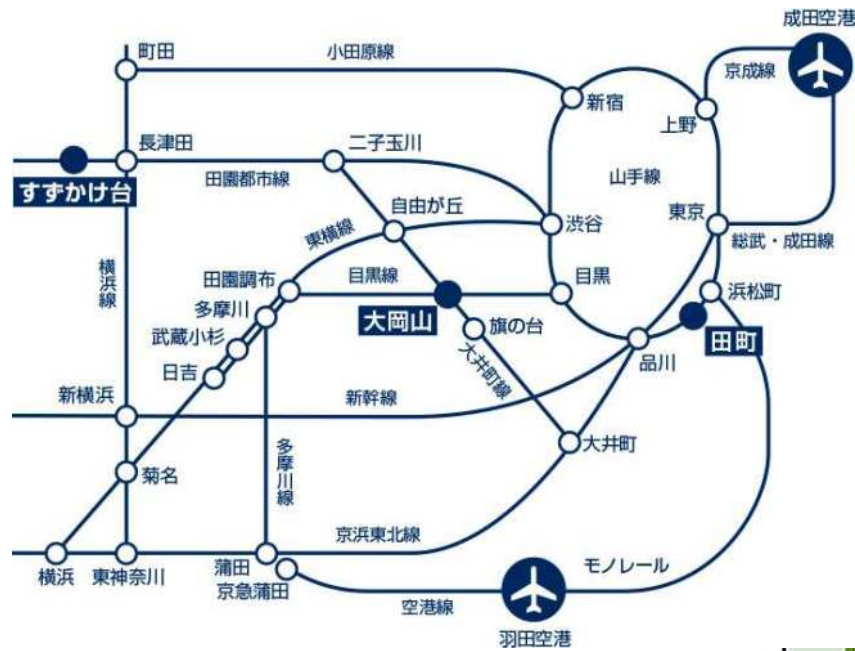 成田空港
町田
小田原線
京成線
新宿
上野
長津田
二子玉川
山手線
すずかけ台
田園都市線
自由が丘
渋谷
東京
総武・成田線
東横線
横浜線
田園調布
目黒線
目黒
浜松町
多摩川
大岡山
武蔵小杉
旗の台
田町
日吉
大井町線
品川
新横浜
新幹線
大井町
多摩川線
菊名
京浜東北線
横浜
東神奈川
蒲田
モノレール
京急蒲田
空港線
羽田空港